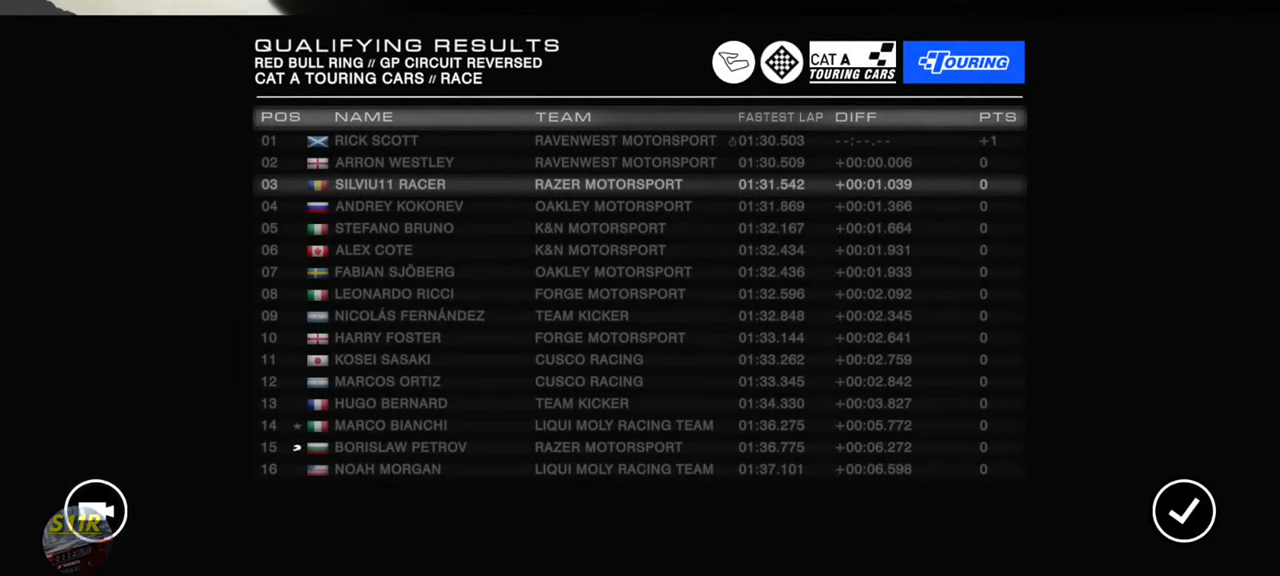 QUALIFYING RESULTS
RED BULL RING // GP CIRCUIT REVERSED
CAT A TOURING CARS // RACE
CAT A
TOURING CARS
TOURING
POS NAME TEAM FASTEST LAP DIFF PTS
01 RICK SCOTT RAVENWEST MOTORSPORT 01:30.503 --:--.-- +1
02 ARRON WESTLEY RAVENWEST MOTORSPORT 01:30.509 +00:00.006 0
03 SILVIU11 RACER RAZER MOTORSPORT 01:31.542 +00:01.039 0
04 ANDREY KOKOREV OAKLEY MOTORSPORT 01:31.869 +00:01.366 0
05 STEFANO BRUNO K&N MOTORSPORT 01:32.167 +00:01.664 0
06 ALEX COTE K&N MOTORSPORT 01:32.434 +00:01.931 0
07 FABIAN SJÖBERG OAKLEY MOTORSPORT 01:32.436 +00:01.933 0
08 LEONARDO RICCI FORGE MOTORSPORT 01:32.596 +00:02.092 0
09 NICOLÁS FERNÁNDEZ TEAM KICKER 01:32.848 +00:02.345 0
10 HARRY FOSTER FORGE MOTORSPORT 01:33.144 +00:02.641 0
11 KOSEI SASAKI CUSCO RACING 01:33.262 +00:02.759 0
12 MARCOS ORTIZ CUSCO RACING 01:33.345 +00:02.842 0
13 HUGO BERNARD TEAM KICKER 01:34.330 +00:03.827 0
14 MARCO BIANCHI LIQUI MOLY RACING TEAM 01:36.275 +00:05.772 0
15 BORISLAW PETROV RAZER MOTORSPORT 01:36.775 +00:06.272 0
16 NOAH MORGAN LIQUI MOLY RACING TEAM 01:37.101 +00:06.598 0
S11R